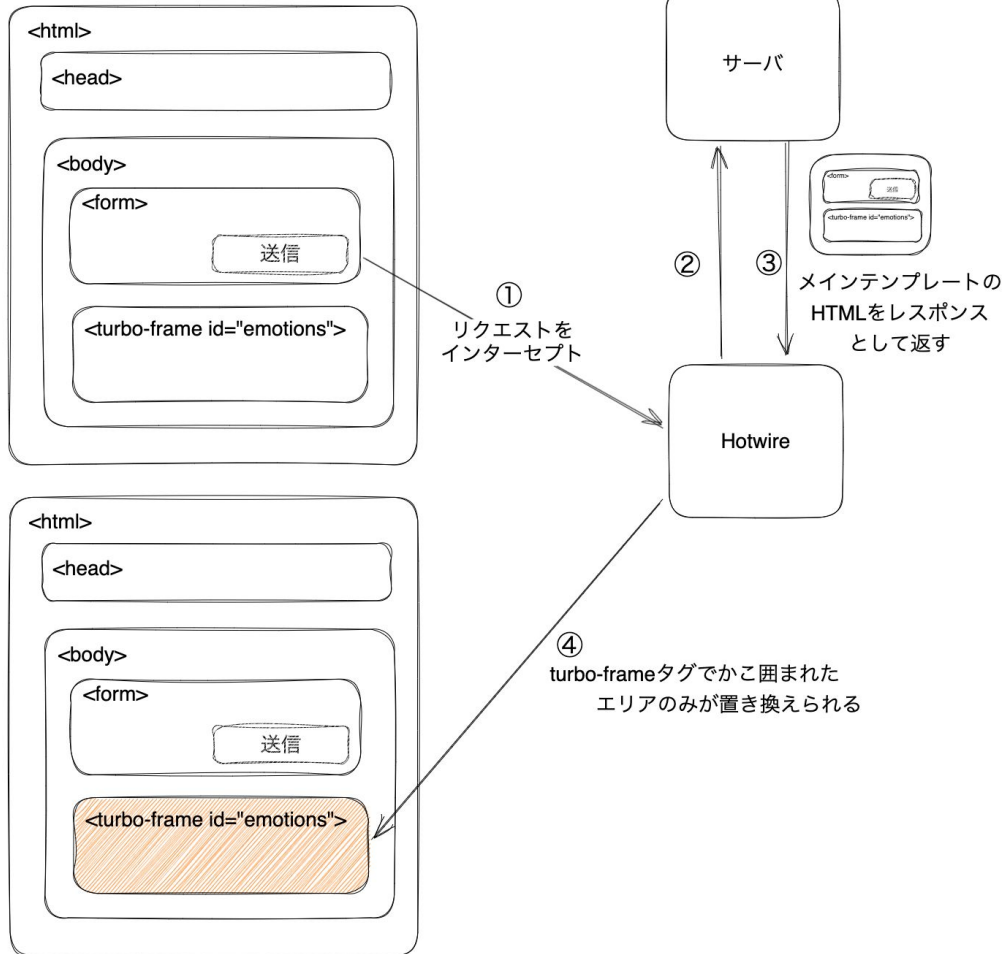 <html>
<head>
<body>
<form>
送信
<turbo-frame id="emotions">
①
リクエストを
インターセプト
サーバ
②
③
<form>
送信
<turbo-frame id="emotions">
メインテンプレートの
HTMLをレスポンス
として返す
Hotwire
<html>
<head>
<body>
<form>
送信
<turbo-frame id="emotions">
④
turbo-frameタグでかこ囲まれた
エリアのみが置き換えられる